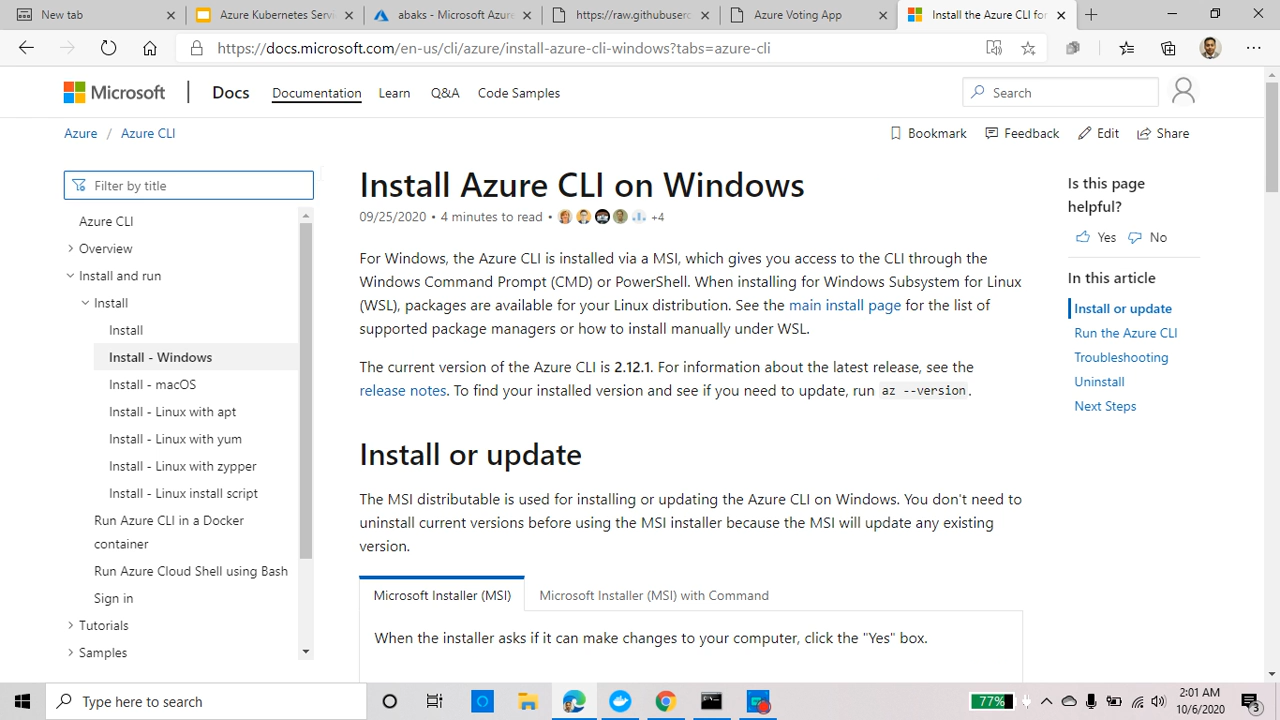 New tab
Azure Kubernetes Servi
abaks - Microsoft Azure
https://raw.githubuserc
Azure Voting App
Install the Azure CLI for
https://docs.microsoft.com/en-us/cli/azure/install-azure-cli-windows?tabs=azure-cli
Microsoft
Docs
Documentation
Learn
Q&A
Code Samples
Search
Azure / Azure CLI
Bookmark
Feedback
Edit
Share
Filter by title
Azure CLI
Overview
Install and run
Install
Install
Install - Windows
Install - macOS
Install - Linux with apt
Install - Linux with yum
Install - Linux with zypper
Install - Linux install script
Run Azure CLI in a Docker
container
Run Azure Cloud Shell using Bash
Sign in
Tutorials
Samples
Install Azure CLI on Windows
09/25/2020 • 4 minutes to read • +4
For Windows, the Azure CLI is installed via a MSI, which gives you access to the CLI through the
Windows Command Prompt (CMD) or PowerShell. When installing for Windows Subsystem for Linux
(WSL), packages are available for your Linux distribution. See the main install page for the list of
supported package managers or how to install manually under WSL.
The current version of the Azure CLI is 2.12.1. For information about the latest release, see the
release notes. To find your installed version and see if you need to update, run az --version.
Install or update
The MSI distributable is used for installing or updating the Azure CLI on Windows. You don't need to
uninstall current versions before using the MSI installer because the MSI will update any existing
version.
Microsoft Installer (MSI)
Microsoft Installer (MSI) with Command
When the installer asks if it can make changes to your computer, click the "Yes" box.
Is this page
helpful?
Yes
No
In this article
Install or update
Run the Azure CLI
Troubleshooting
Uninstall
Next Steps
Type here to search
77%
2:01 AM
10/6/2020
3